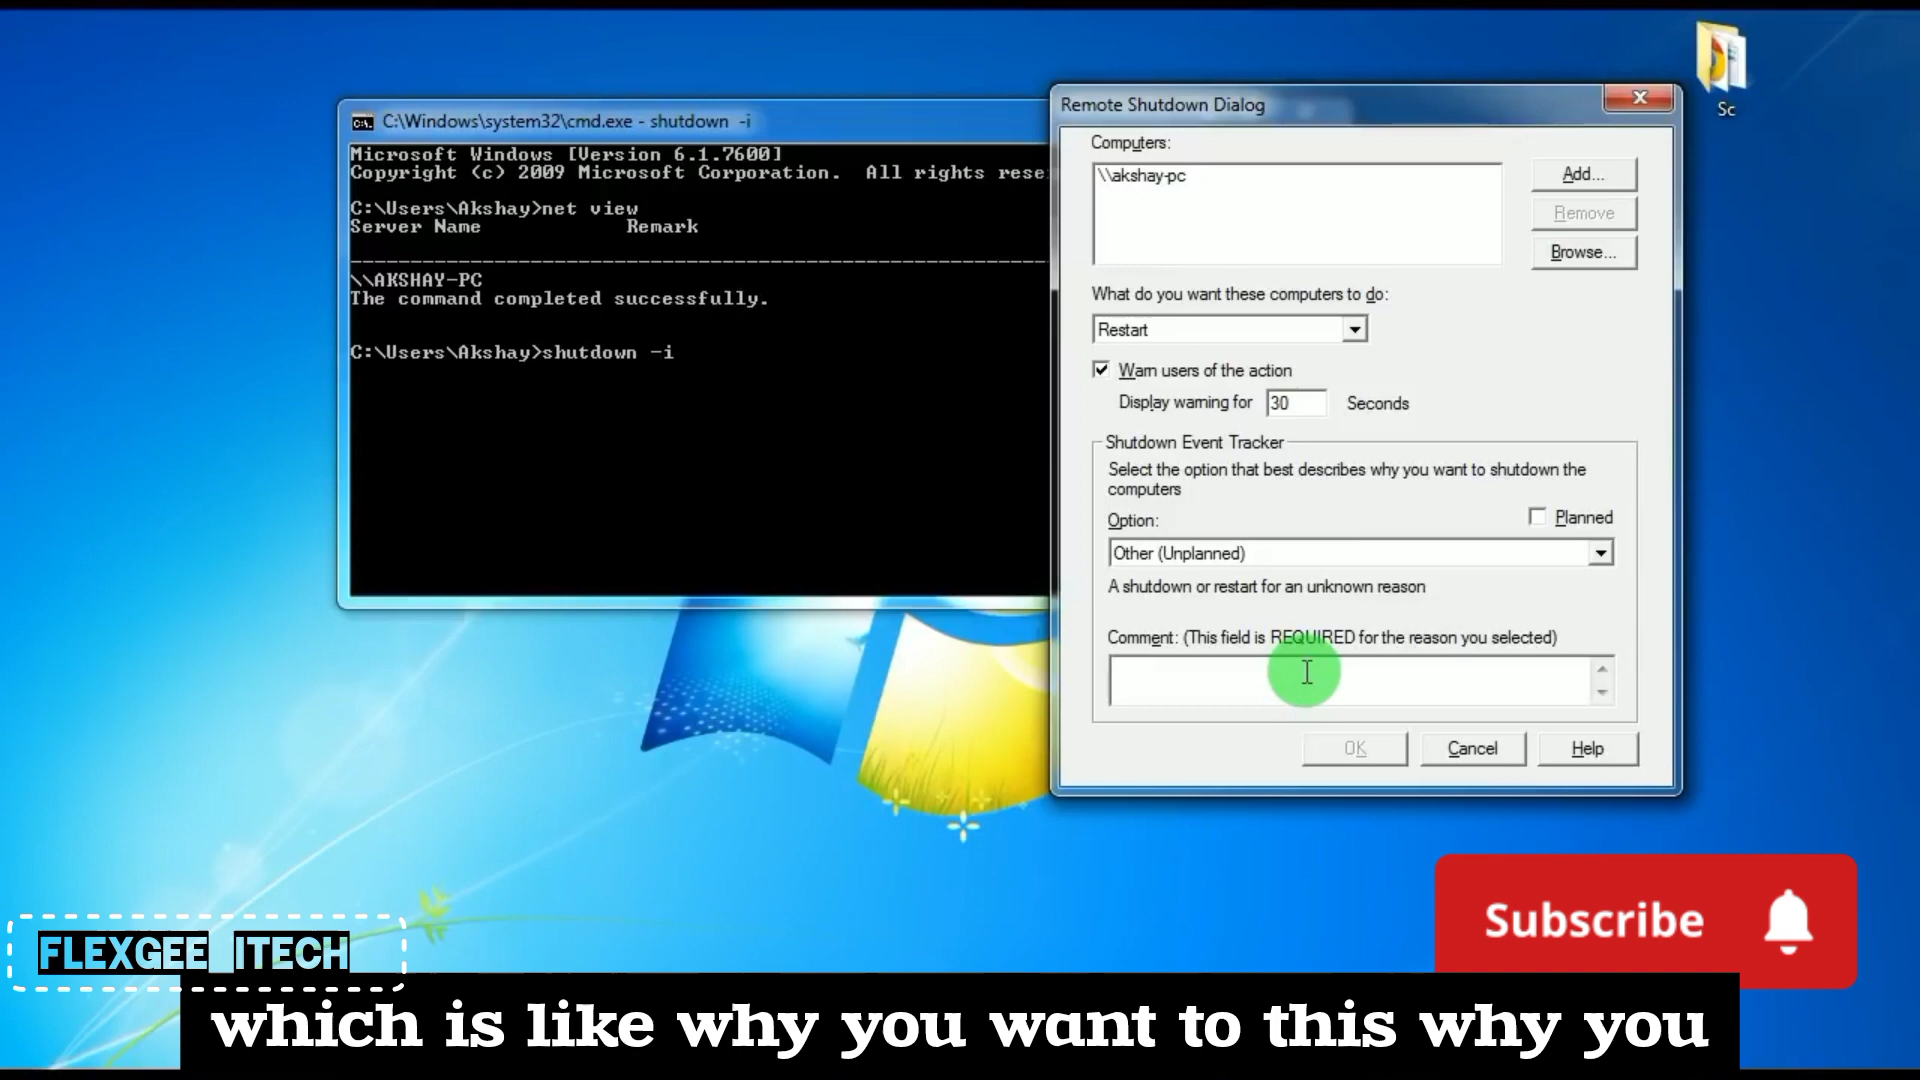 Sc
C:\Windows\system32\cmd.exe - shutdown -i
Microsoft Windows [Version 6.1.7600]
Copyright (c) 2009 Microsoft Corporation. All rights rese
C:\Users\Akshay>net view
Server Name Remark
\\AKSHAY-PC
The command completed successfully.
C:\Users\Akshay>shutdown -i
Remote Shutdown Dialog
Computers:
\\akshay-pc
Add...
Remove
Browse...
What do you want these computers to do:
Restart
Warn users of the action
Display warning for 30 Seconds
Shutdown Event Tracker
Select the option that best describes why you want to shutdown the
computers
Option:
Planned
Other (Unplanned)
A shutdown or restart for an unknown reason
Comment: (This field is REQUIRED for the reason you selected)
OK
Cancel
Help
Subscribe
FLEXGEE ITECH
which is like why you want to this why you